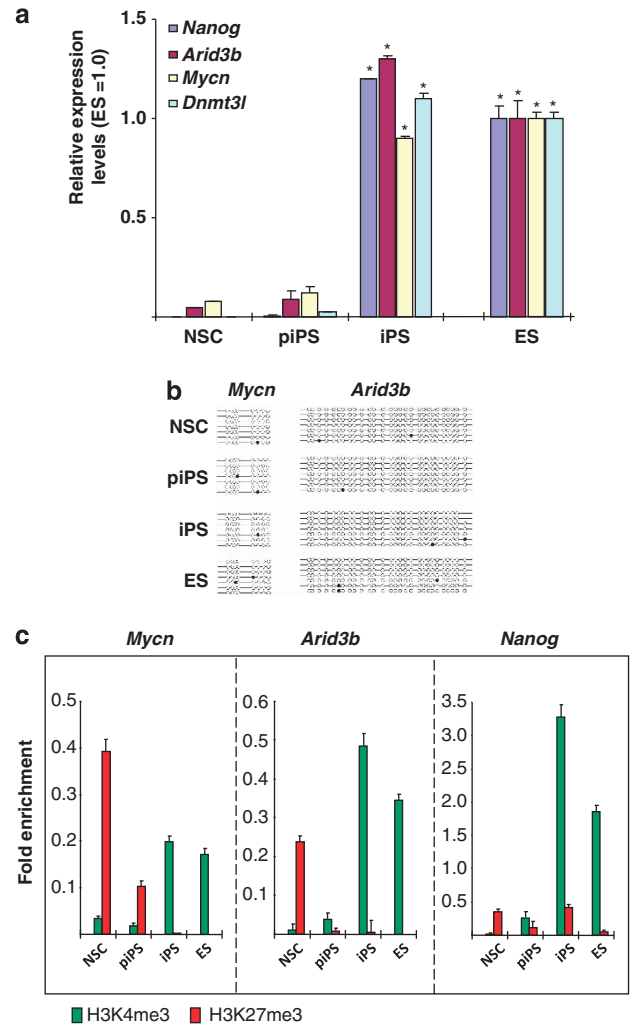 a
Relative expression
levels (ES =1.0)
1.5
1.0
0.5
Nanog
Arid3b
Mycn
Dnmt3l
* * * *
* * * *
NSC piPS iPS ES
b
Mycn Arid3b
NSC
piPS
iPS
ES
c
Mycn Arid3b Nanog
Fold enrichment
0.5
0.4
0.3
0.2
0.1
NSC piPS iPS ES
0.6
0.5
0.4
0.3
0.2
0.1
NSC piPS iPS ES
3.5
3.0
2.5
2.0
1.5
1.0
0.5
NSC piPS iPS ES
H3K4me3 H3K27me3